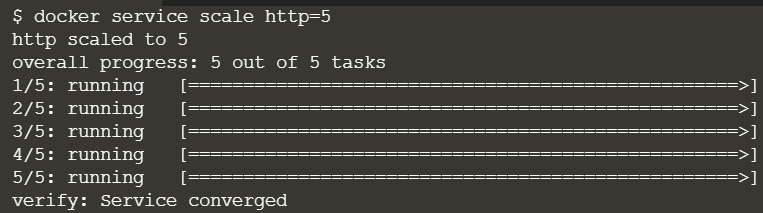 $ docker service scale http=5
http scaled to 5
overall progress: 5 out of 5 tasks
1/5: running   [==================================================>]
2/5: running   [==================================================>]
3/5: running   [==================================================>]
4/5: running   [==================================================>]
5/5: running   [==================================================>]
verify: Service converged